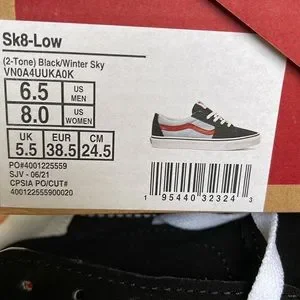 Sk8-Low
(2-Tone) Black/Winter Sky
VN0A4UUKA0K
6.5 US MEN
8.0 US WOMEN
UK EUR CM
5.5 38.5 24.5
PO#4001225559
SJV - 06/21
CPSIA PO/CUT#
400122555900020
1 95440 32324 3